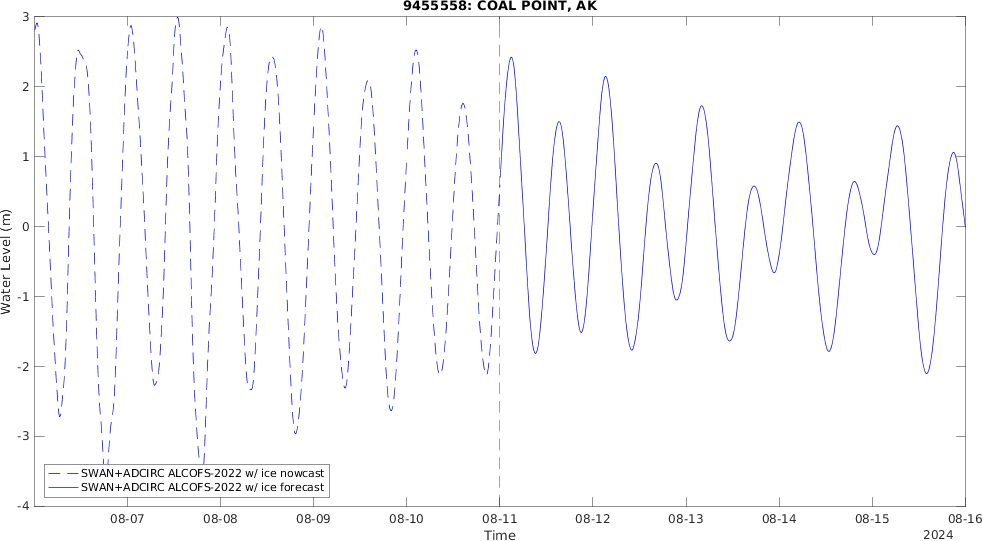 9455558: COAL POINT, AK
3
2
1
0
-1
-2
-3
-4
Water Level (m)
SWAN+ADCIRC ALCOFS-2022 w/ ice nowcast
SWAN+ADCIRC ALCOFS-2022 w/ ice forecast
08-07 08-08 08-09 08-10 08-11 08-12 08-13 08-14 08-15 08-16
Time
2024